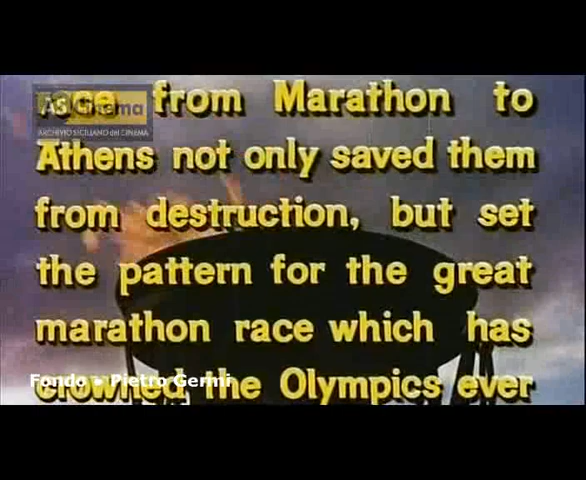 AS Cinema
ARCHIVIO SICILIANO del CINEMA
race from Marathon to
Athens not only saved them
from destruction, but set
the pattern for the great
marathon race which has
crowned the Olympics ever
Fondo • Pietro Germi